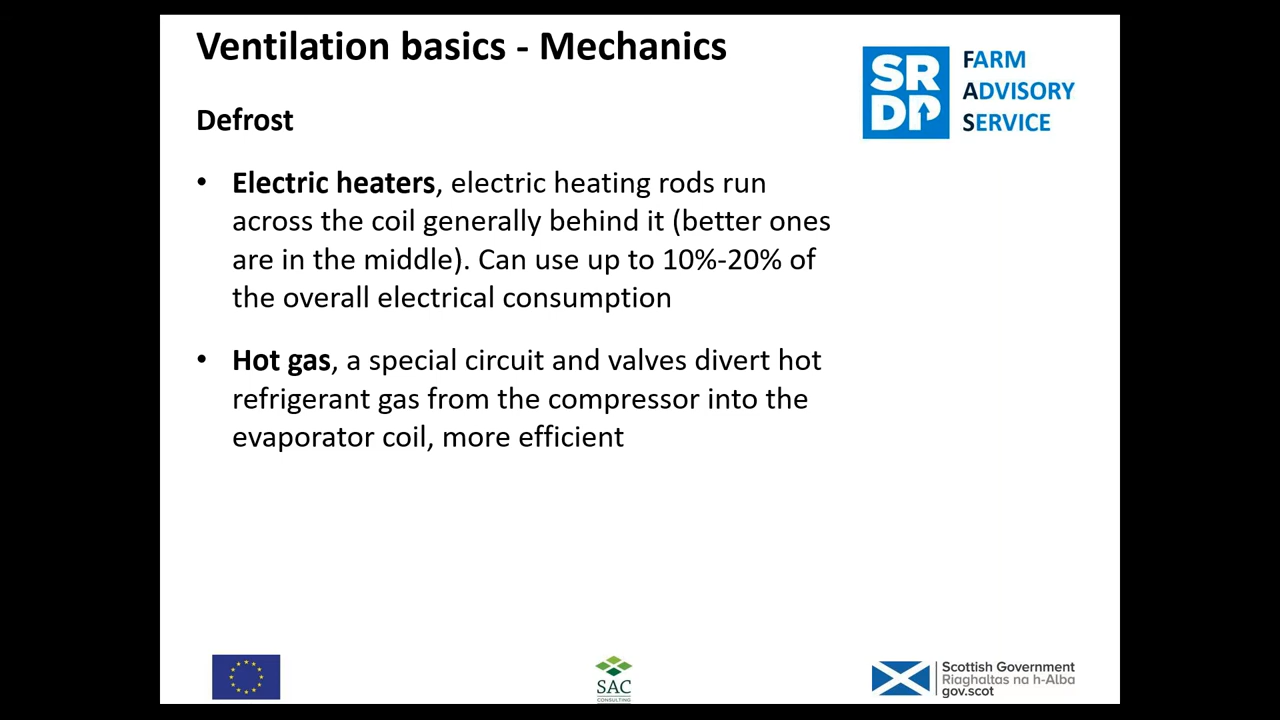 Ventilation basics - Mechanics
SR
DP
FARM
ADVISORY
SERVICE
Defrost
• Electric heaters, electric heating rods run
across the coil generally behind it (better ones
are in the middle). Can use up to 10%-20% of
the overall electrical consumption
• Hot gas, a special circuit and valves divert hot
refrigerant gas from the compressor into the
evaporator coil, more efficient
SAC
CONSULTING
Scottish Government
Riaghaltas na h-Alba
gov.scot